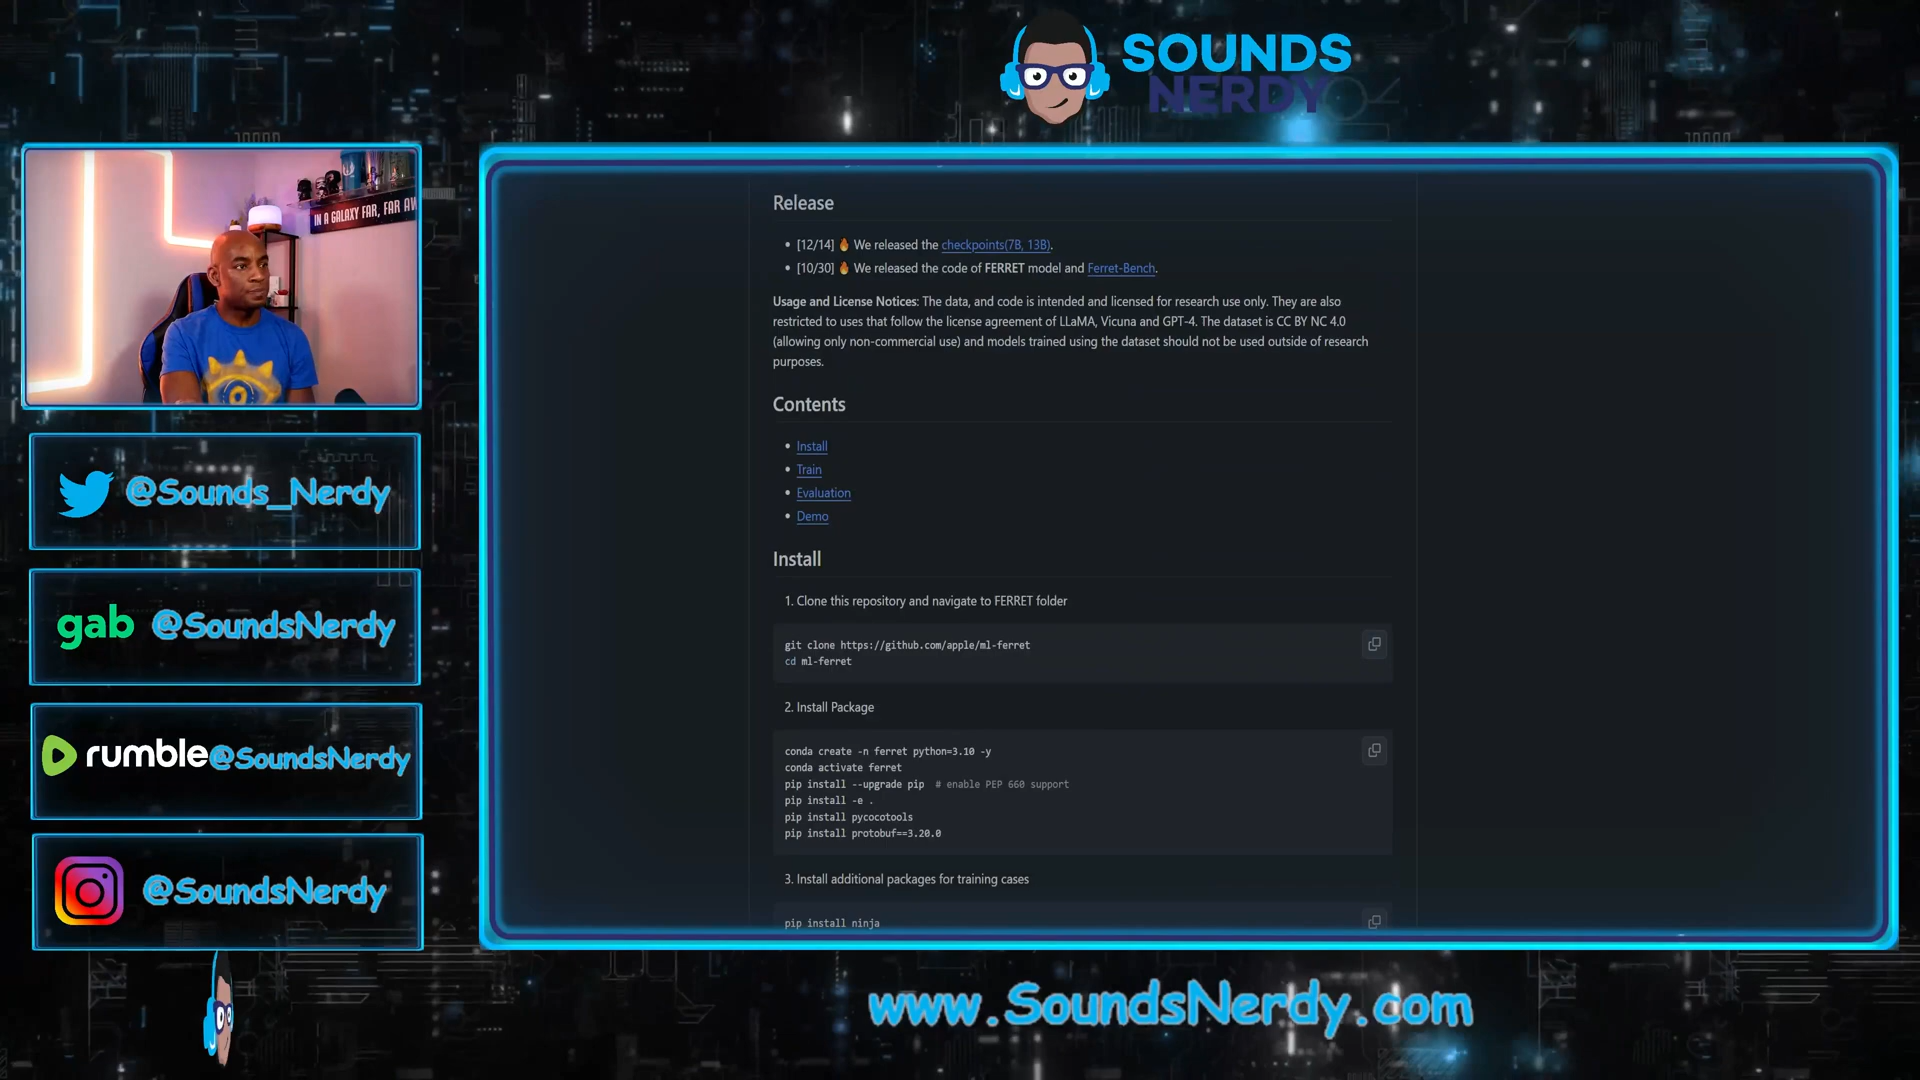 SOUNDS
NERDY
IN A GALAXY FAR, FAR AW
@Sounds_Nerdy
gab @SoundsNerdy
rumble@SoundsNerdy
@SoundsNerdy
Release
• [12/14] 🔥 We released the checkpoints(7B, 13B).
• [10/30] 🔥 We released the code of FERRET model and Ferret-Bench.
Usage and License Notices: The data, and code is intended and licensed for research use only. They are also
restricted to uses that follow the license agreement of LLaMA, Vicuna and GPT-4. The dataset is CC BY NC 4.0
(allowing only non-commercial use) and models trained using the dataset should not be used outside of research
purposes.
Contents
• Install
• Train
• Evaluation
• Demo
Install
1. Clone this repository and navigate to FERRET folder
git clone https://github.com/apple/ml-ferret
cd ml-ferret
2. Install Package
conda create -n ferret python=3.10 -y
conda activate ferret
pip install --upgrade pip  # enable PEP 660 support
pip install -e .
pip install pycocotools
pip install protobuf==3.20.0
3. Install additional packages for training cases
pip install ninja
www.SoundsNerdy.com